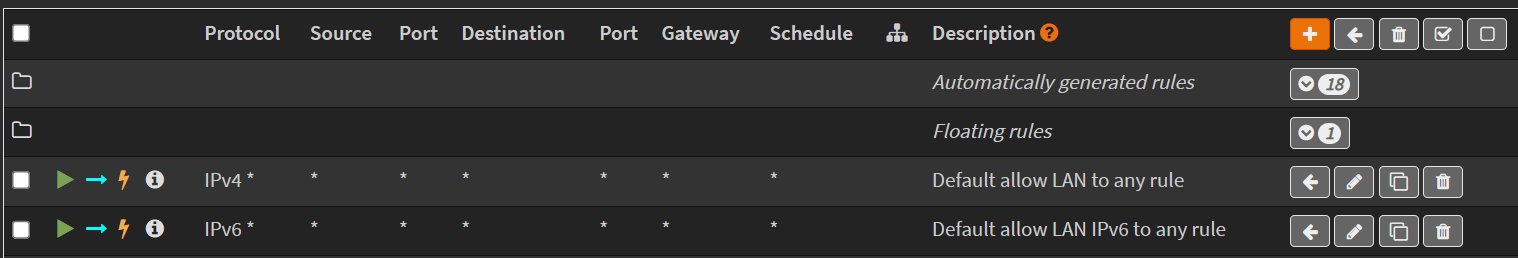 Protocol Source Port Destination Port Gateway Schedule Description
Automatically generated rules 18
Floating rules 1
IPv4 * * * * * * * Default allow LAN to any rule
IPv6 * * * * * * * Default allow LAN IPv6 to any rule